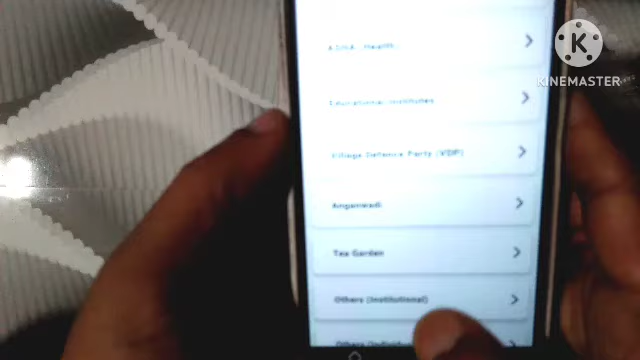 ASHA, Health
Educational Institutes
Village Defence Party (VDP)
Anganwadi
Tea Garden
Others (Institutional)
Others
K
KINEMASTER